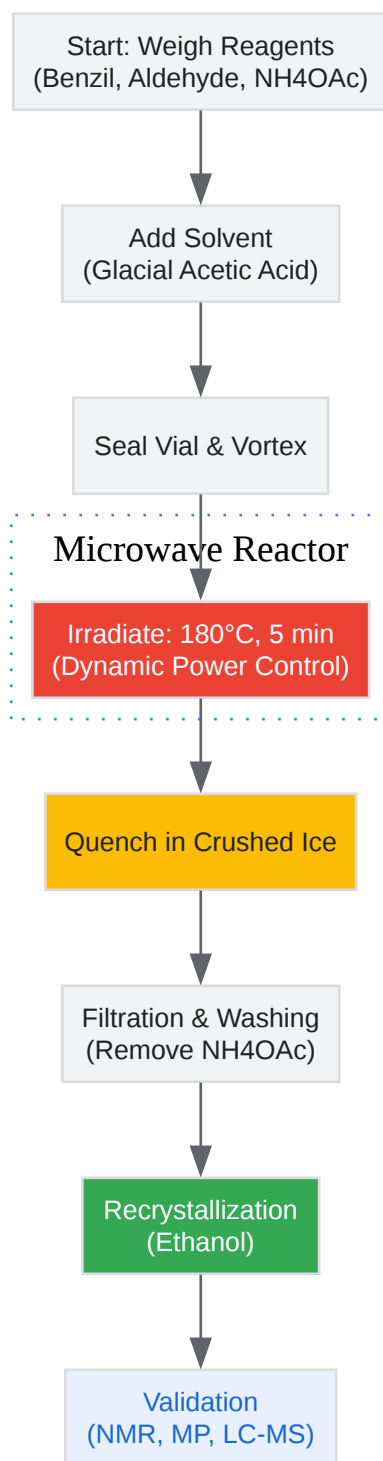 Start: Weigh Reagents
(Benzil, Aldehyde, NH4OAc)
Add Solvent
(Glacial Acetic Acid)
Seal Vial & Vortex
Microwave Reactor
Irradiate: 180°C, 5 min
(Dynamic Power Control)
Quench in Crushed Ice
Filtration & Washing
(Remove NH4OAc)
Recrystallization
(Ethanol)
Validation
(NMR, MP, LC-MS)